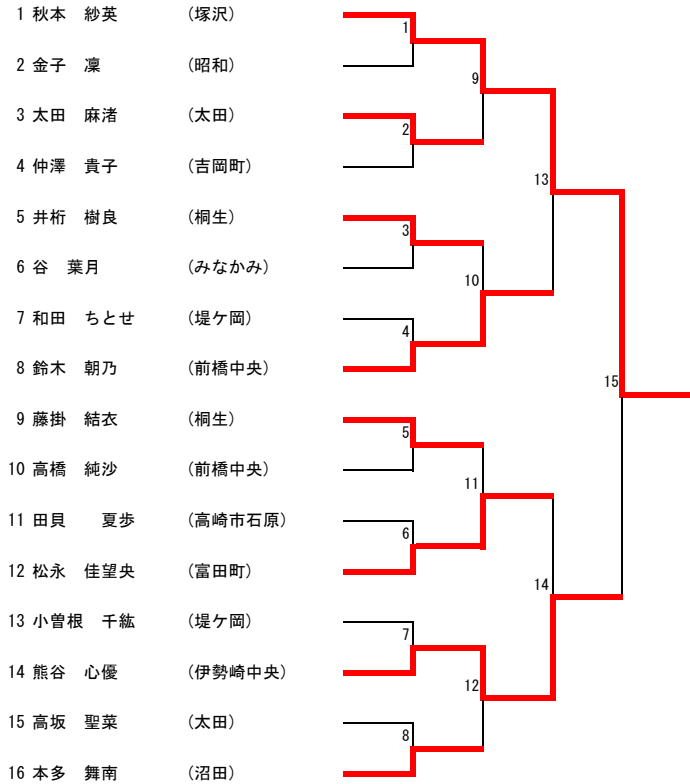 1 秋本 紗英 (塚沢)
2 金子 凜 (昭和)
3 太田 麻渚 (太田)
4 仲澤 貴子 (吉岡町)
5 井桁 樹良 (桐生)
6 谷 葉月 (みなかみ)
7 和田 ちとせ (堤ケ岡)
8 鈴木 朝乃 (前橋中央)
9 藤掛 結衣 (桐生)
10 高橋 純沙 (前橋中央)
11 田貝 夏歩 (高崎市石原)
12 松永 佳望央 (富田町)
13 小曽根 千紘 (堤ケ岡)
14 熊谷 心優 (伊勢崎中央)
15 高坂 聖菜 (太田)
16 本多 舞南 (沼田)
1
2
3
4
5
6
7
8
9
10
11
12
13
14
15